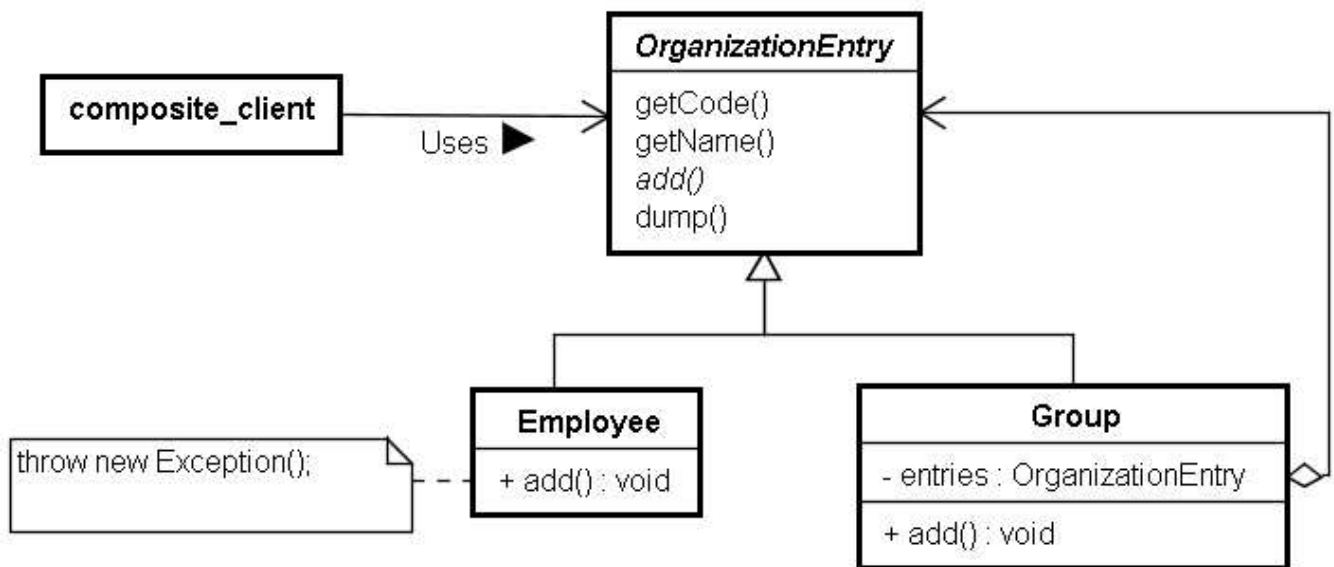 OrganizationEntry
composite_client
Uses ▶
getCode()
getName()
add()
dump()
Employee
+ add() : void
throw new Exception();
Group
- entries : OrganizationEntry
+ add() : void